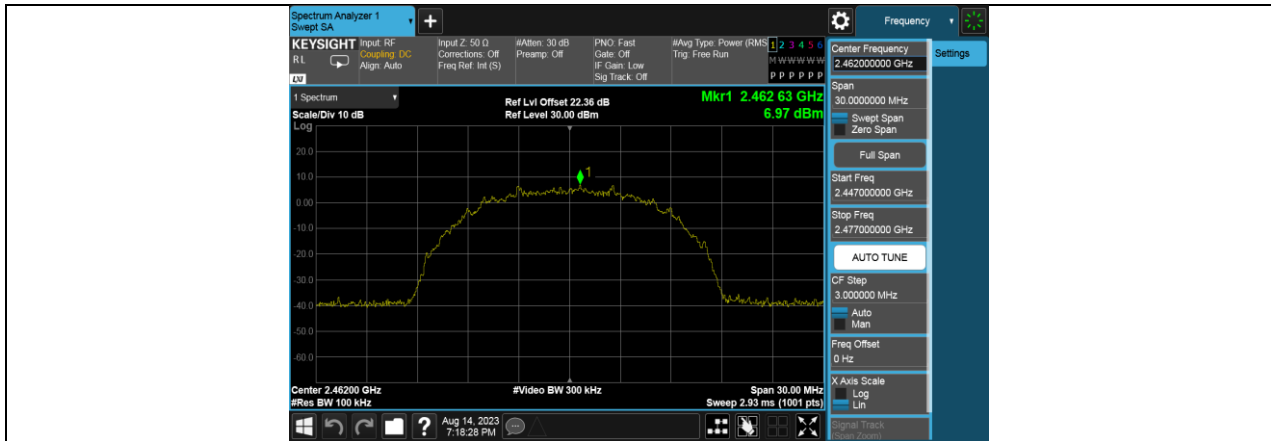 Spectrum Analyzer 1
Swept SA
+
Frequency
KEYSIGHT
RL
LXI
Input: RF
Coupling: DC
Align: Auto
Input Z: 50 Ω
Corrections: Off
Freq Ref: Int (S)
#Atten: 30 dB
Preamp: Off
PNO: Fast
Gate: Off
IF Gain: Low
Sig Track: Off
#Avg Type: Power (RMS
Trig: Free Run
1 2 3 4 5 6
M W W W W W
P P P P P P
Center Frequency
2.462000000 GHz
Settings
1 Spectrum
Scale/Div 10 dB
Ref Lvl Offset 22.36 dB
Ref Level 30.00 dBm
Mkr1 2.462 63 GHz
6.97 dBm
Log
20.0
10.0
0.00
-10.0
-20.0
-30.0
-40.0
-50.0
-60.0
1
Center 2.46200 GHz
#Res BW 100 kHz
#Video BW 300 kHz
Span 30.00 MHz
Sweep 2.93 ms (1001 pts)
Span
30.0000000 MHz
Swept Span
Zero Span
Full Span
Start Freq
2.447000000 GHz
Stop Freq
2.477000000 GHz
AUTO TUNE
CF Step
3.000000 MHz
Auto
Man
Freq Offset
0 Hz
X Axis Scale
Log
Lin
Signal Track
(Span Zoom)
?
Aug 14, 2023
7:18:28 PM